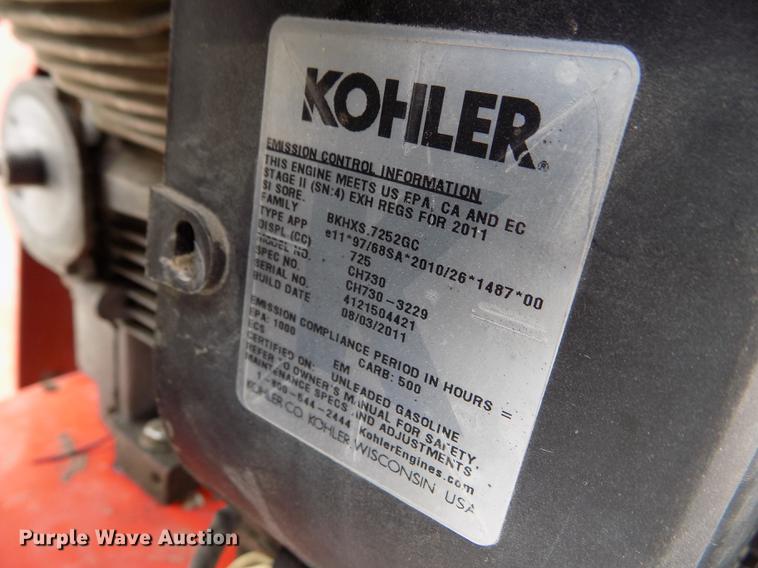 KOHLER®
EMISSION CONTROL INFORMATION
THIS ENGINE MEETS US EPA, CA AND EC
STAGE II (SN:4) EXH REGS FOR 2011
SI SORE.
FAMILY BKHXS.7252GC
TYPE APP e11*97/68SA*2010/26*1487*00
DISPL (CC) 725
MODEL NO. CH730
SPEC NO. CH730-3229
SERIAL NO. 4121504421
BUILD DATE 08/03/2011
EMISSION COMPLIANCE PERIOD IN HOURS =
EPA: 1000 CARB: 500
ECS EM
CERTIFIED ON: UNLEADED GASOLINE
REFER TO OWNER'S MANUAL FOR SAFETY,
MAINTENANCE SPECS AND ADJUSTMENTS
1-800-544-2444 KohlerEngines.com
KOHLER CO. KOHLER, WISCONSIN USA
Purple Wave Auction